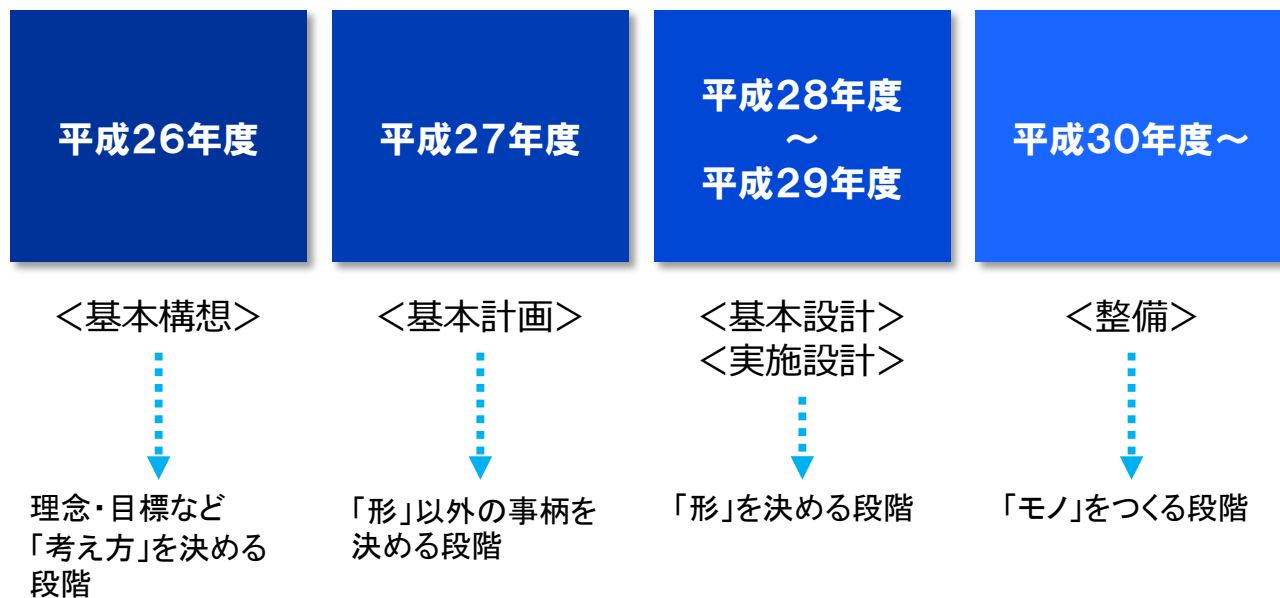 平成26年度
平成27年度
平成28年度
～
平成29年度
平成30年度～
＜基本構想＞
＜基本計画＞
＜基本設計＞
＜実施設計＞
＜整備＞
理念・目標など
「考え方」を決める
段階
「形」以外の事柄を
決める段階
「形」を決める段階
「モノ」をつくる段階